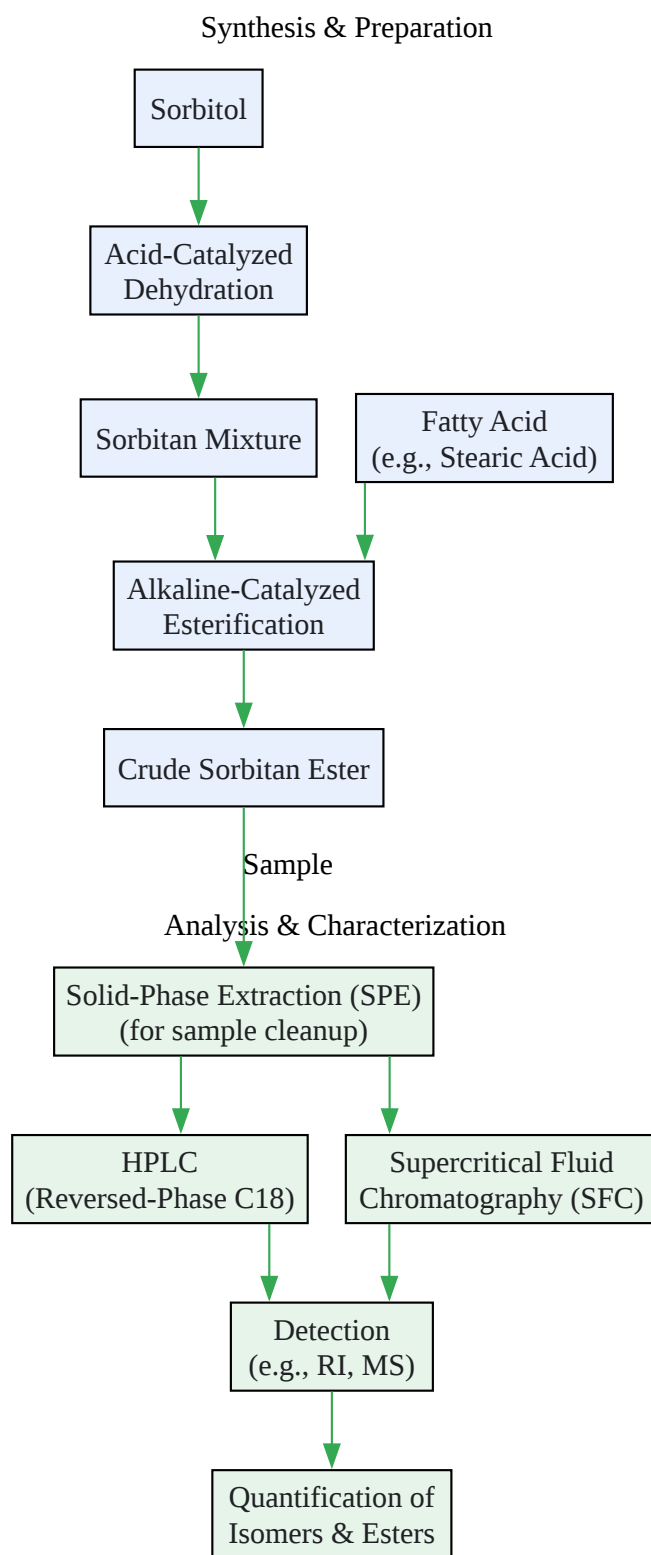 Synthesis & Preparation
Sorbitol
Acid-Catalyzed
Dehydration
Sorbitan Mixture
Fatty Acid
(e.g., Stearic Acid)
Alkaline-Catalyzed
Esterification
Crude Sorbitan Ester
Sample
Analysis & Characterization
Solid-Phase Extraction (SPE)
(for sample cleanup)
HPLC
(Reversed-Phase C18)
Supercritical Fluid
Chromatography (SFC)
Detection
(e.g., RI, MS)
Quantification of
Isomers & Esters